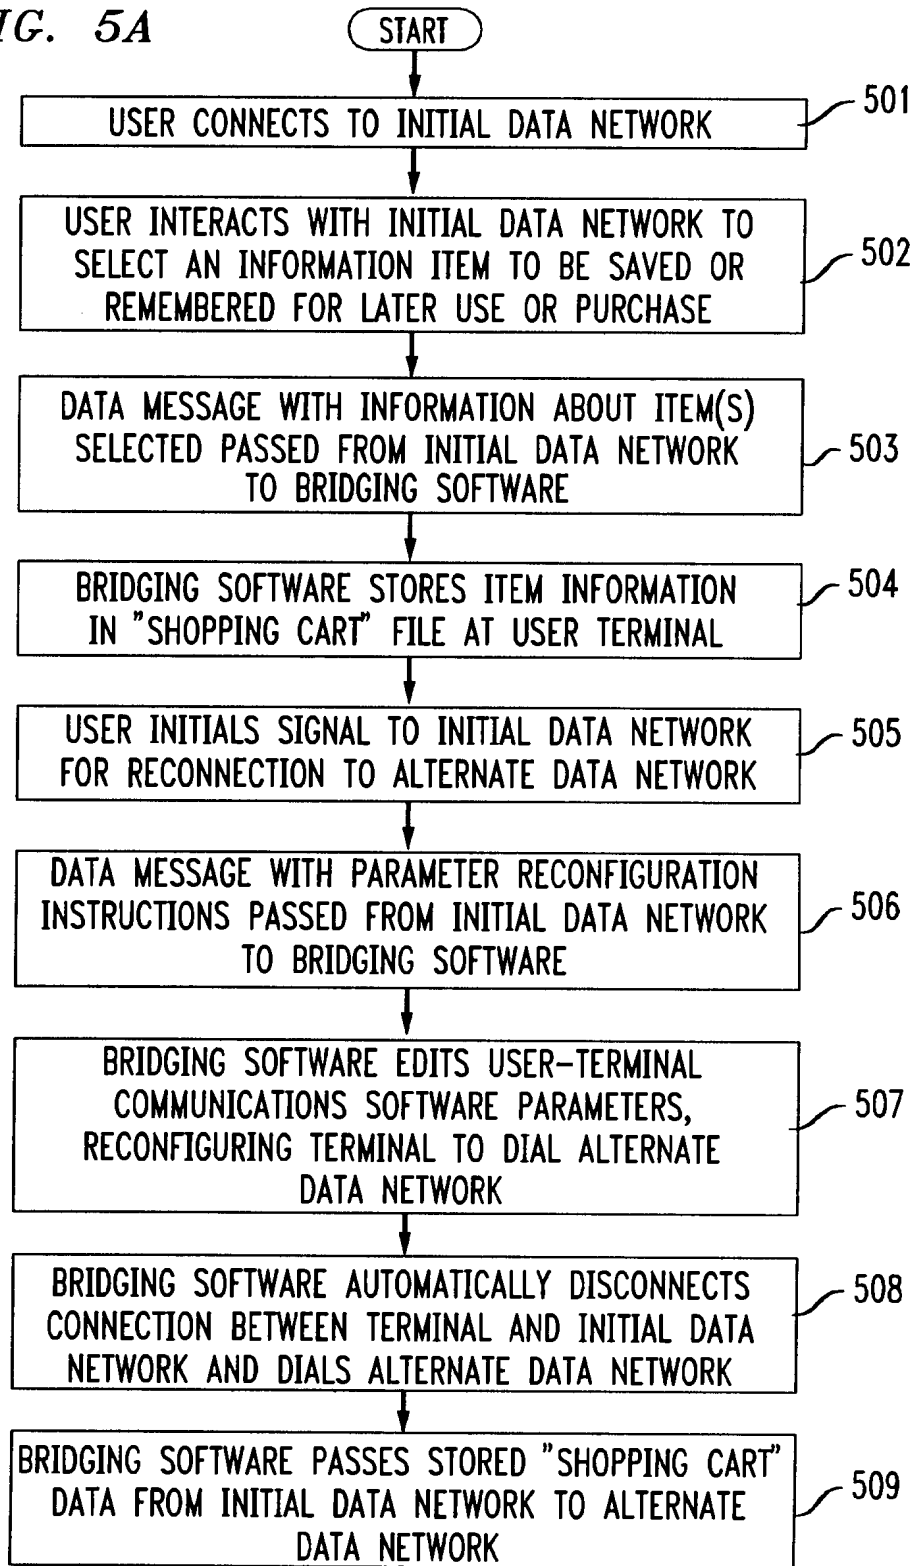 IG. 5A
START
USER CONNECTS TO INITIAL DATA NETWORK
501
USER INTERACTS WITH INITIAL DATA NETWORK TO
SELECT AN INFORMATION ITEM TO BE SAVED OR
REMEMBERED FOR LATER USE OR PURCHASE
502
DATA MESSAGE WITH INFORMATION ABOUT ITEM(S)
SELECTED PASSED FROM INITIAL DATA NETWORK
TO BRIDGING SOFTWARE
503
BRIDGING SOFTWARE STORES ITEM INFORMATION
IN "SHOPPING CART" FILE AT USER TERMINAL
504
USER INITIALS SIGNAL TO INITIAL DATA NETWORK
FOR RECONNECTION TO ALTERNATE DATA NETWORK
505
DATA MESSAGE WITH PARAMETER RECONFIGURATION
INSTRUCTIONS PASSED FROM INITIAL DATA NETWORK
TO BRIDGING SOFTWARE
506
BRIDGING SOFTWARE EDITS USER-TERMINAL
COMMUNICATIONS SOFTWARE PARAMETERS,
RECONFIGURING TERMINAL TO DIAL ALTERNATE
DATA NETWORK
507
BRIDGING SOFTWARE AUTOMATICALLY DISCONNECTS
CONNECTION BETWEEN TERMINAL AND INITIAL DATA
NETWORK AND DIALS ALTERNATE DATA NETWORK
508
BRIDGING SOFTWARE PASSES STORED "SHOPPING CART"
DATA FROM INITIAL DATA NETWORK TO ALTERNATE
DATA NETWORK
509